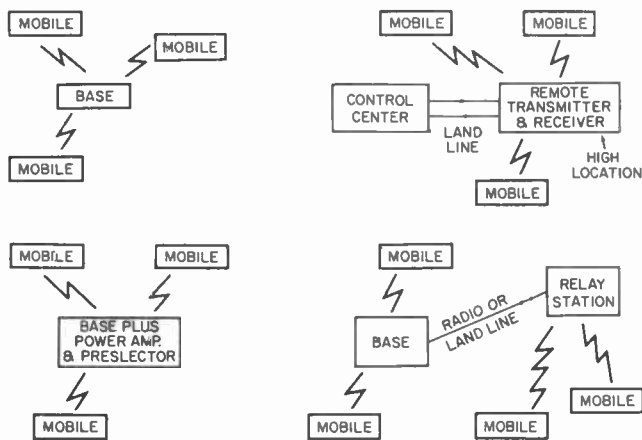 MOBILE
MOBILE
BASE
MOBILE
MOBILE
MOBILE
CONTROL
CENTER
LAND
LINE
REMOTE
TRANSMITTER
& RECEIVER
HIGH
LOCATION
MOBILE
MOBILE
MOBILE
BASE PLUS
POWER AMP.
& PRESLECTOR
MOBILE
MOBILE
BASE
RADIO OR
LAND LINE
RELAY
STATION
MOBILE
MOBILE
MOBILE